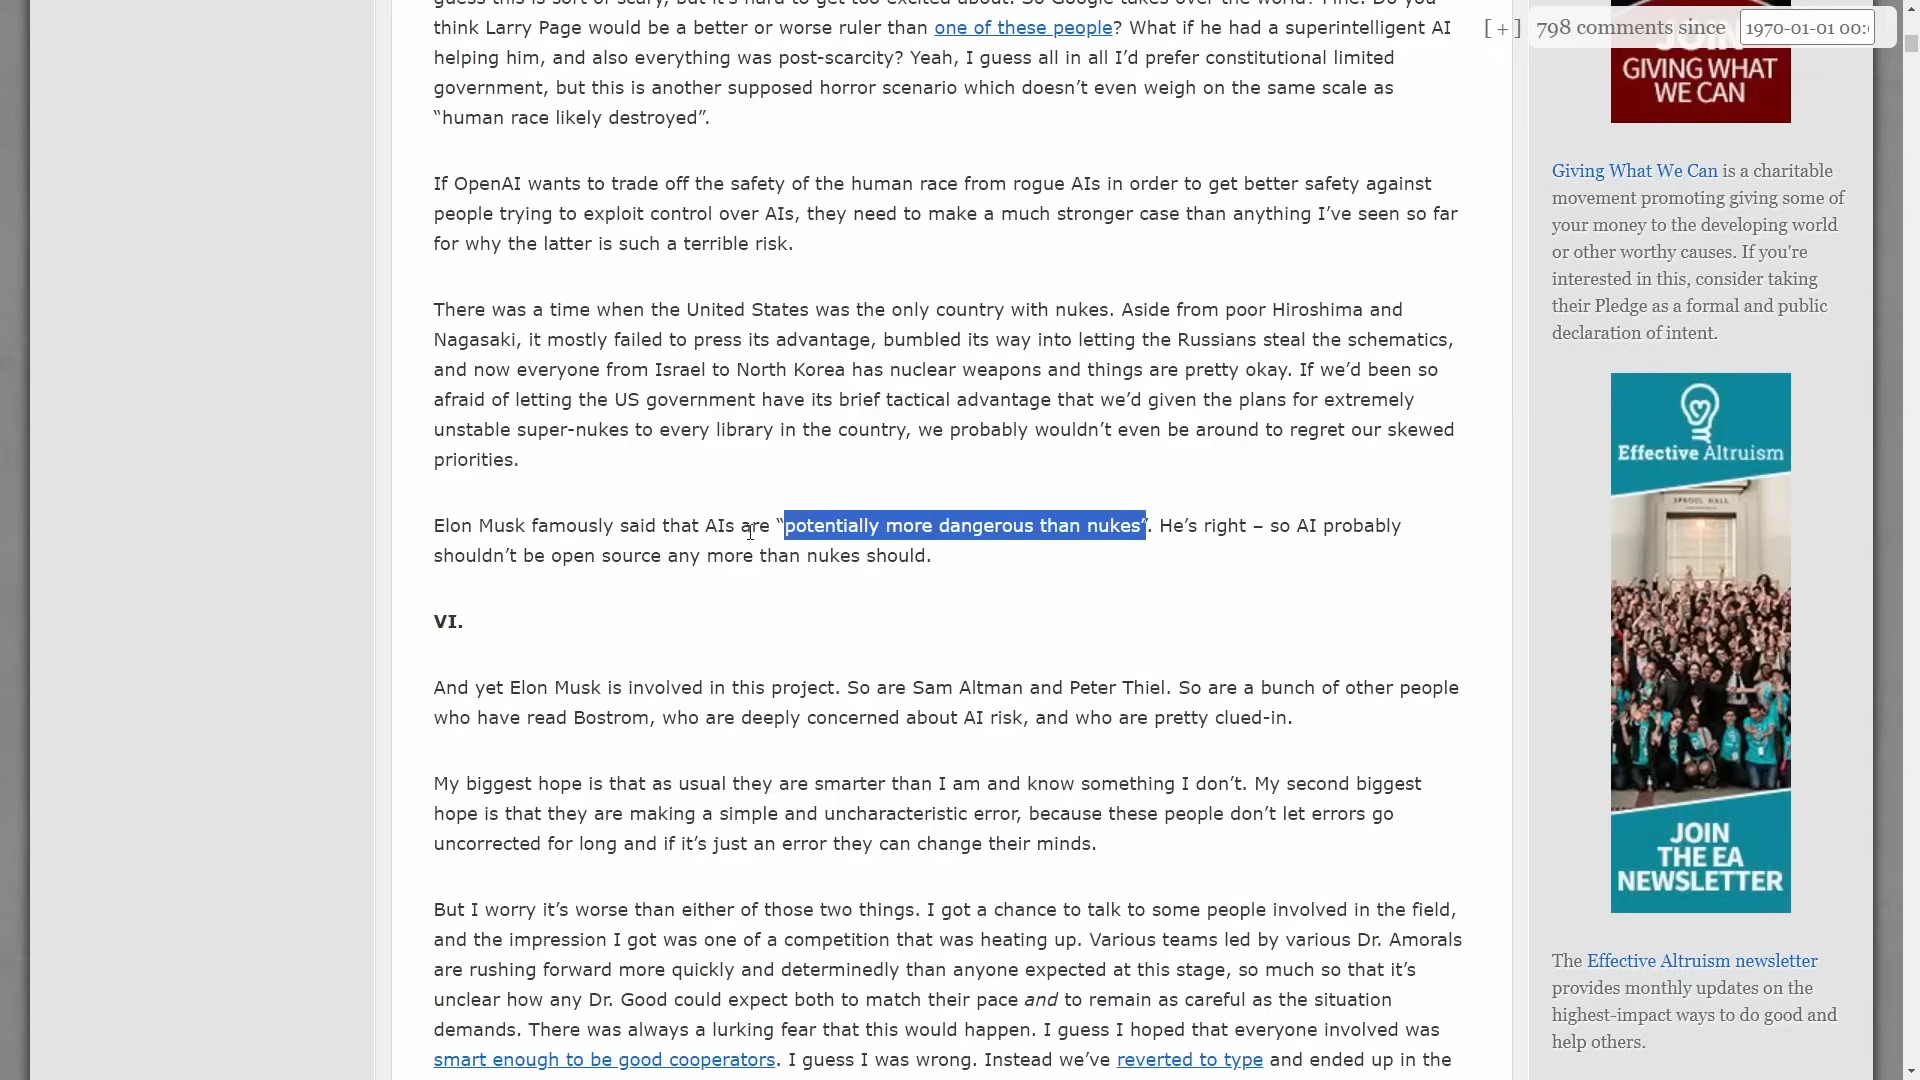 guess this is sort of scary, but it's hard to get too excited about. So Google takes over the world? Fine. Do you
think Larry Page would be a better or worse ruler than one of these people? What if he had a superintelligent AI
helping him, and also everything was post-scarcity? Yeah, I guess all in all I’d prefer constitutional limited
government, but this is another supposed horror scenario which doesn’t even weigh on the same scale as
“human race likely destroyed”.
If OpenAI wants to trade off the safety of the human race from rogue AIs in order to get better safety against
people trying to exploit control over AIs, they need to make a much stronger case than anything I’ve seen so far
for why the latter is such a terrible risk.
There was a time when the United States was the only country with nukes. Aside from poor Hiroshima and
Nagasaki, it mostly failed to press its advantage, bumbled its way into letting the Russians steal the schematics,
and now everyone from Israel to North Korea has nuclear weapons and things are pretty okay. If we’d been so
afraid of letting the US government have its brief tactical advantage that we’d given the plans for extremely
unstable super-nukes to every library in the country, we probably wouldn’t even be around to regret our skewed
priorities.
Elon Musk famously said that AIs are “potentially more dangerous than nukes”. He’s right – so AI probably
shouldn’t be open source any more than nukes should.
VI.
And yet Elon Musk is involved in this project. So are Sam Altman and Peter Thiel. So are a bunch of other people
who have read Bostrom, who are deeply concerned about AI risk, and who are pretty clued-in.
My biggest hope is that as usual they are smarter than I am and know something I don’t. My second biggest
hope is that they are making a simple and uncharacteristic error, because these people don’t let errors go
uncorrected for long and if it’s just an error they can change their minds.
But I worry it’s worse than either of those two things. I got a chance to talk to some people involved in the field,
and the impression I got was one of a competition that was heating up. Various teams led by various Dr. Amorals
are rushing forward more quickly and determinedly than anyone expected at this stage, so much so that it’s
unclear how any Dr. Good could expect both to match their pace and to remain as careful as the situation
demands. There was always a lurking fear that this would happen. I guess I hoped that everyone involved was
smart enough to be good cooperators. I guess I was wrong. Instead we’ve reverted to type and ended up in the
[+] 798 comments since 1970-01-01 00:
JOIN
GIVING WHAT
WE CAN
Giving What We Can is a charitable
movement promoting giving some of
your money to the developing world
or other worthy causes. If you're
interested in this, consider taking
their Pledge as a formal and public
declaration of intent.
Effective Altruism
SPROUL HALL
JOIN
THE EA
NEWSLETTER
The Effective Altruism newsletter
provides monthly updates on the
highest-impact ways to do good and
help others.